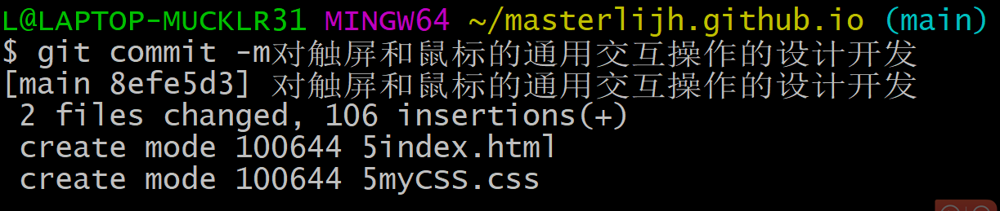 L@LAPTOP-MUCKLR31 MINGW64 ~/masterlijh.github.io (main)
$ git commit -m对触屏和鼠标的通用交互操作的设计开发
[main 8efe5d3] 对触屏和鼠标的通用交互操作的设计开发
2 files changed, 106 insertions(+)
create mode 100644 5index.html
create mode 100644 5myCSS.css